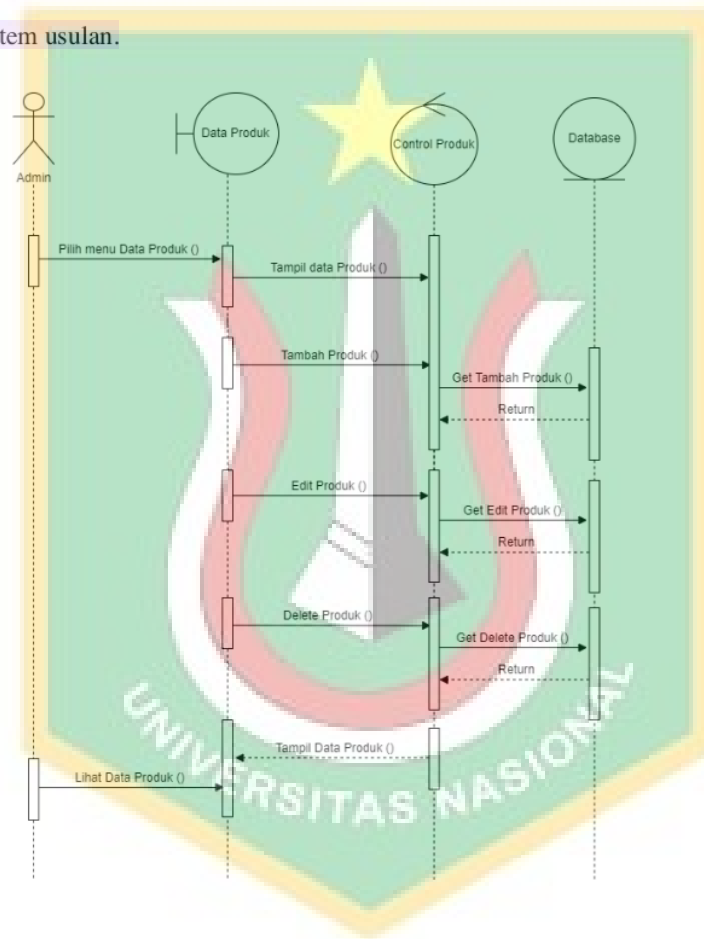 tem usulan.
Data Produk
Control Produk
Database
Admin
Pilih menu Data Produk ()
Tampil data Produk ()
Tambah Produk ()
Get Tambah Produk ()
Return
Edit Produk ()
Get Edit Produk ()
Return
Delete Produk ()
Get Delete Produk ()
Return
Tampil Data Produk ()
Lihat Data Produk ()
UNIVERSITAS NASIONAL